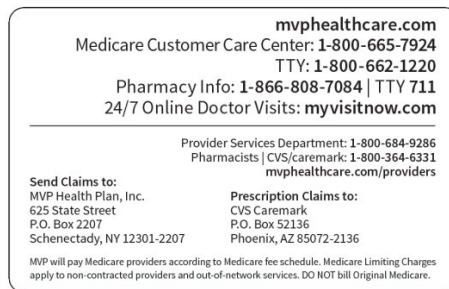 mvphealthcare.com
Medicare Customer Care Center: 1-800-665-7924
TTY: 1-800-662-1220
Pharmacy Info: 1-866-808-7084 | TTY 711
24/7 Online Doctor Visits: myvisitnow.com
Provider Services Department: 1-800-684-9286
Pharmacists | CVS/caremark: 1-800-364-6331
mvphealthcare.com/providers
Send Claims to:
MVP Health Plan, Inc.
625 State Street
P.O. Box 2207
Schenectady, NY 12301-2207
Prescription Claims to:
CVS Caremark
P.O. Box 52136
Phoenix, AZ 85072-2136
MVP will pay Medicare providers according to Medicare fee schedule. Medicare Limiting Charges
apply to non-contracted providers and out-of-network services. DO NOT bill Original Medicare.